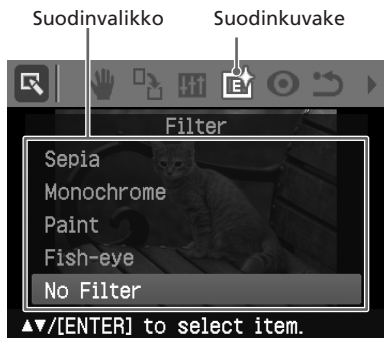 Suodinvalikko Suodinkuvake
Filter
Sepia
Monochrome
Paint
Fish-eye
No Filter
▲▼/[ENTER] to select item.